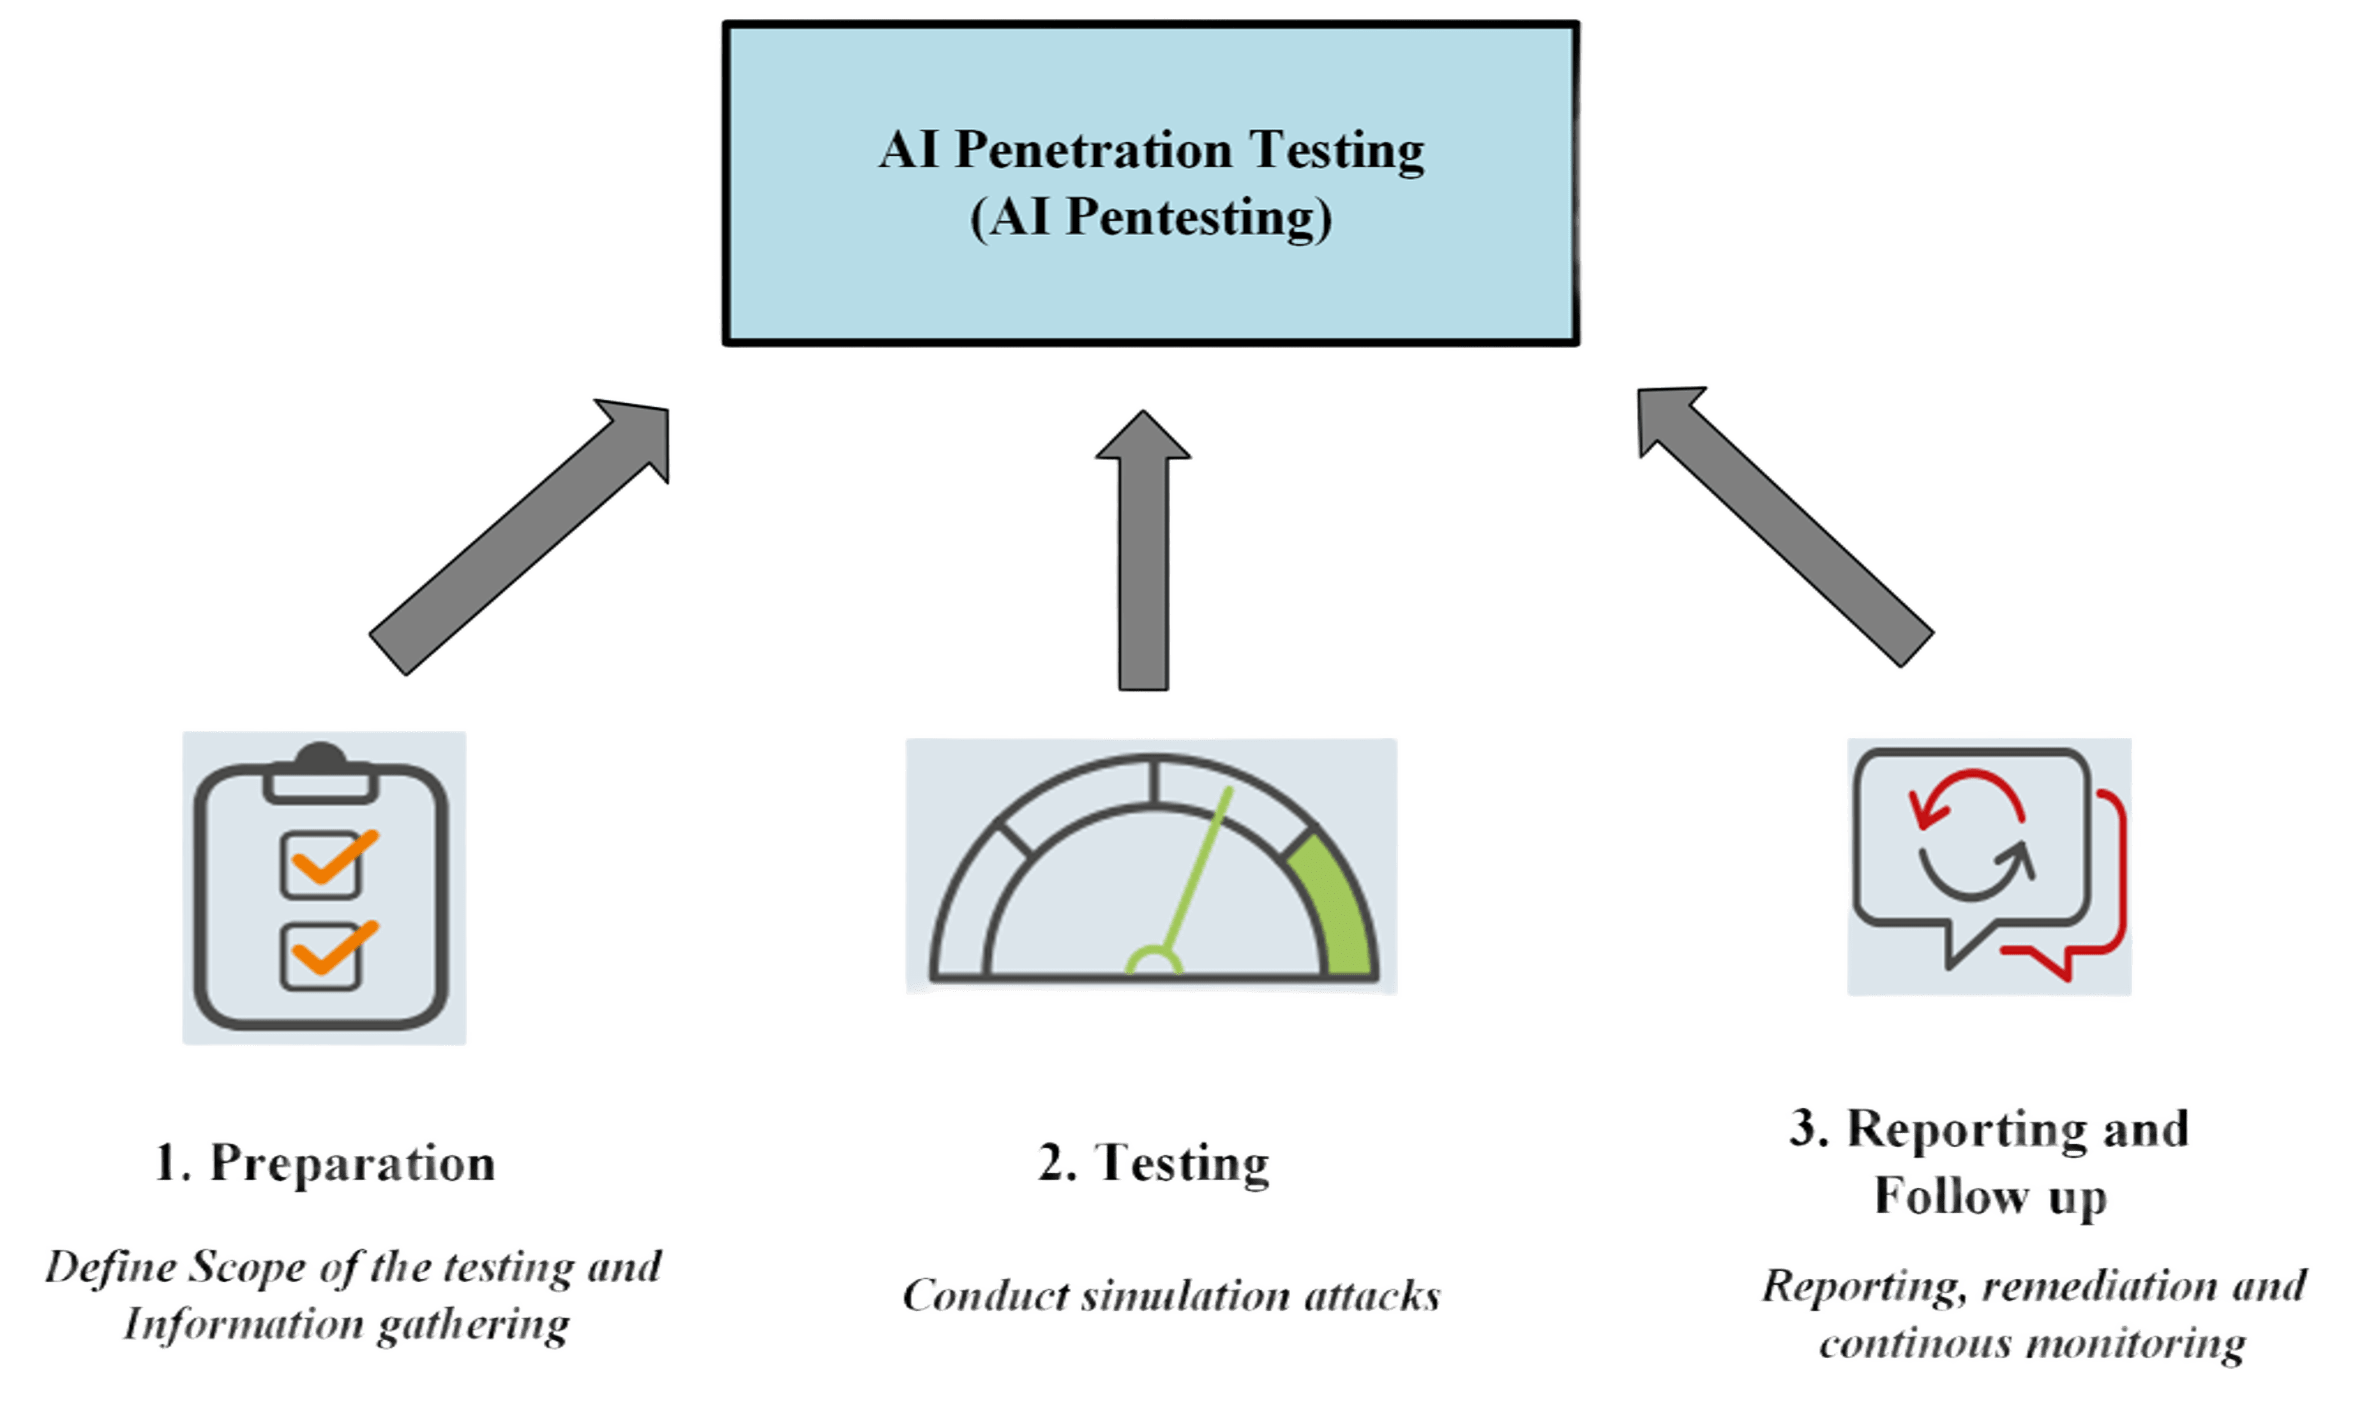 AI Penetration Testing
(AI Pentesting)
1. Preparation
Define Scope of the testing and
Information gathering
2. Testing
Conduct simulation attacks
3. Reporting and
Follow up
Reporting, remediation and
continous monitoring